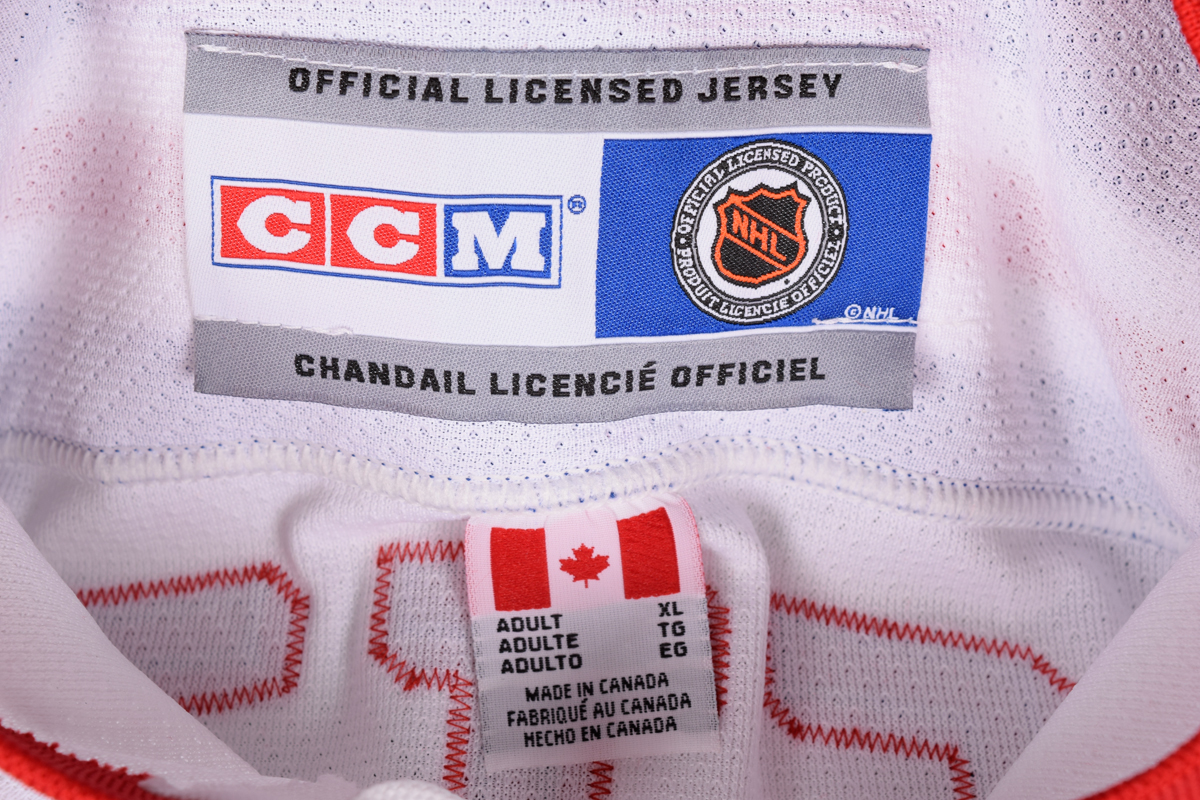 OFFICIAL LICENSED JERSEY
CCM®
OFFICIAL LICENSED PRODUCT
NHL
PRODUIT LICENCIE OFFICIEL
©NHL
CHANDAIL LICENCIÉ OFFICIEL
ADULT XL
ADULTE TG
ADULTO EG
MADE IN CANADA
FABRIQUÉ AU CANADA
HECHO EN CANADA